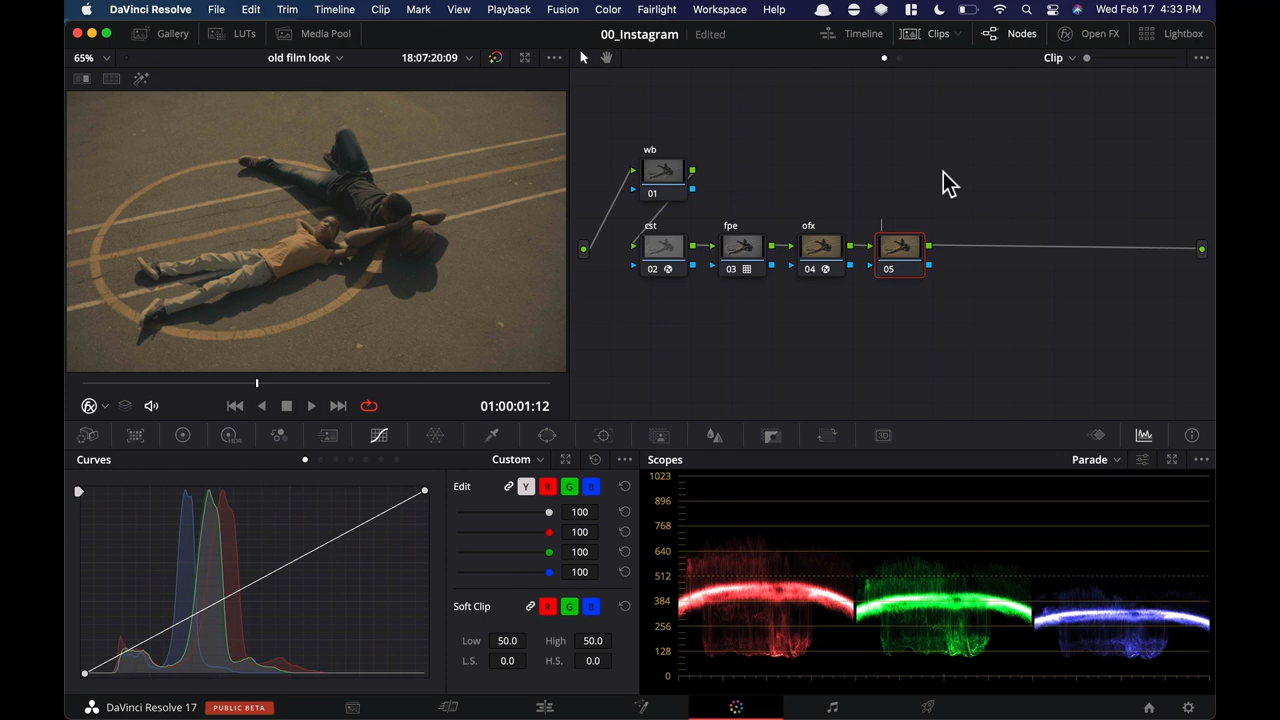 DaVinci Resolve File Edit Trim Timeline Clip Mark View Playback Fusion Color Fairlight Workspace Help Wed Feb 17 4:33 PM
Gallery LUTs Media Pool 00_Instagram Edited Timeline Clips Nodes Open FX Lightbox
65% old film look 18:07:20:09 Clip
wb
01
cst fpe ofx
02 03 04 05
01:00:01:12
3D
Curves Custom Scopes Parade
Edit Y R G B
100
100
100
100
Soft Clip R G B
Low 50.0 High 50.0
L.S. 0.0 H.S. 0.0
1023
896
768
640
512
384
256
128
0
DaVinci Resolve 17 PUBLIC BETA